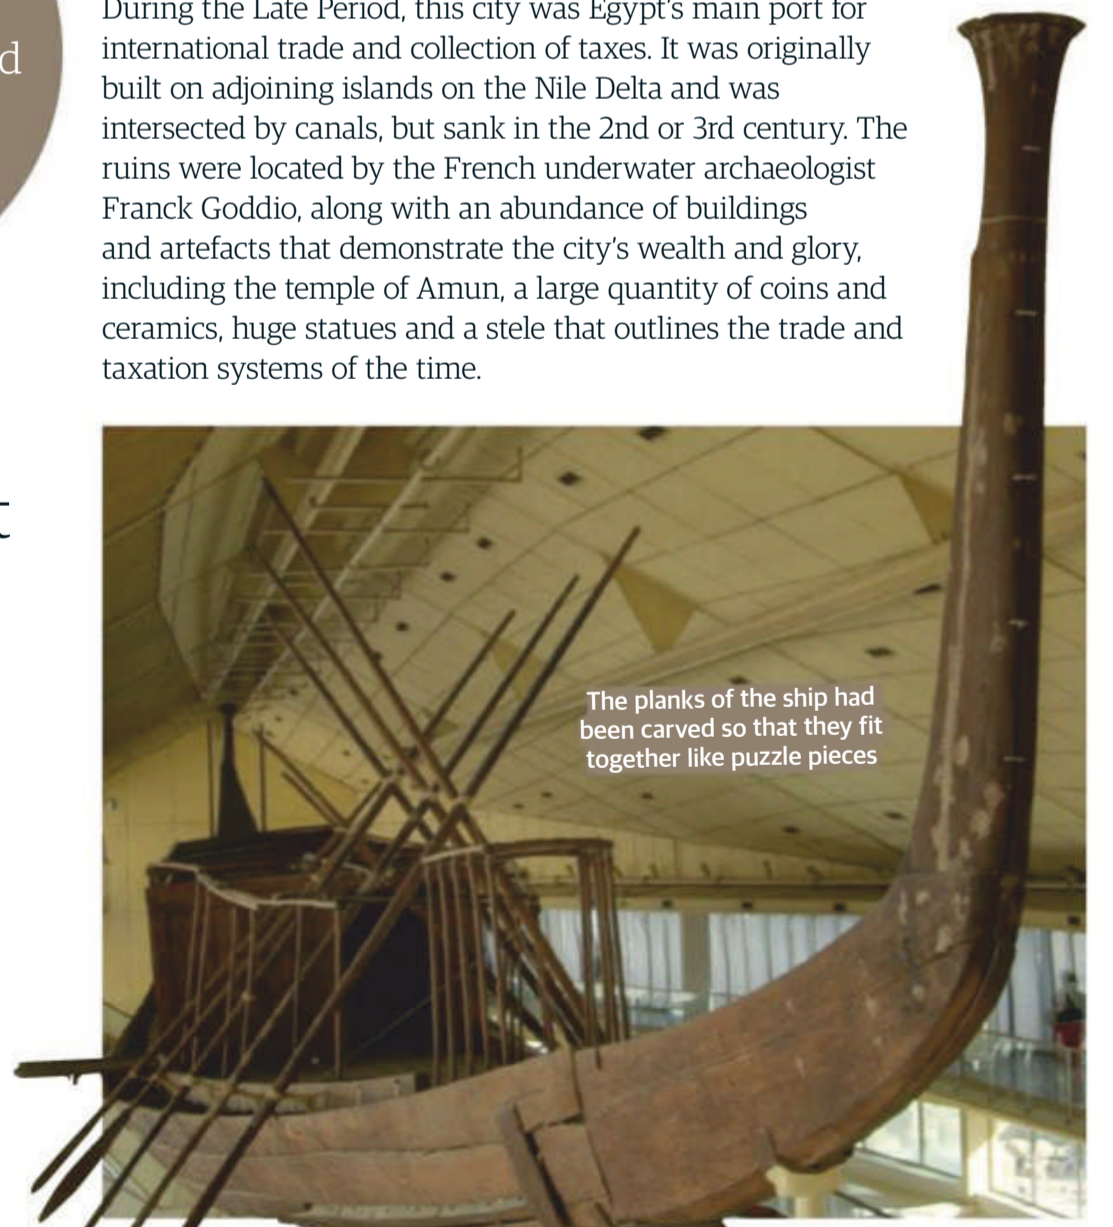 During the Late Period, this city was Egypt's main port for
international trade and collection of taxes. It was originally
built on adjoining islands on the Nile Delta and was
intersected by canals, but sank in the 2nd or 3rd century. The
ruins were located by the French underwater archaeologist
Franck Goddio, along with an abundance of buildings
and artefacts that demonstrate the city's wealth and glory,
including the temple of Amun, a large quantity of coins and
ceramics, huge statues and a stele that outlines the trade and
taxation systems of the time.
d
t
The planks of the ship had
been carved so that they fit
together like puzzle pieces